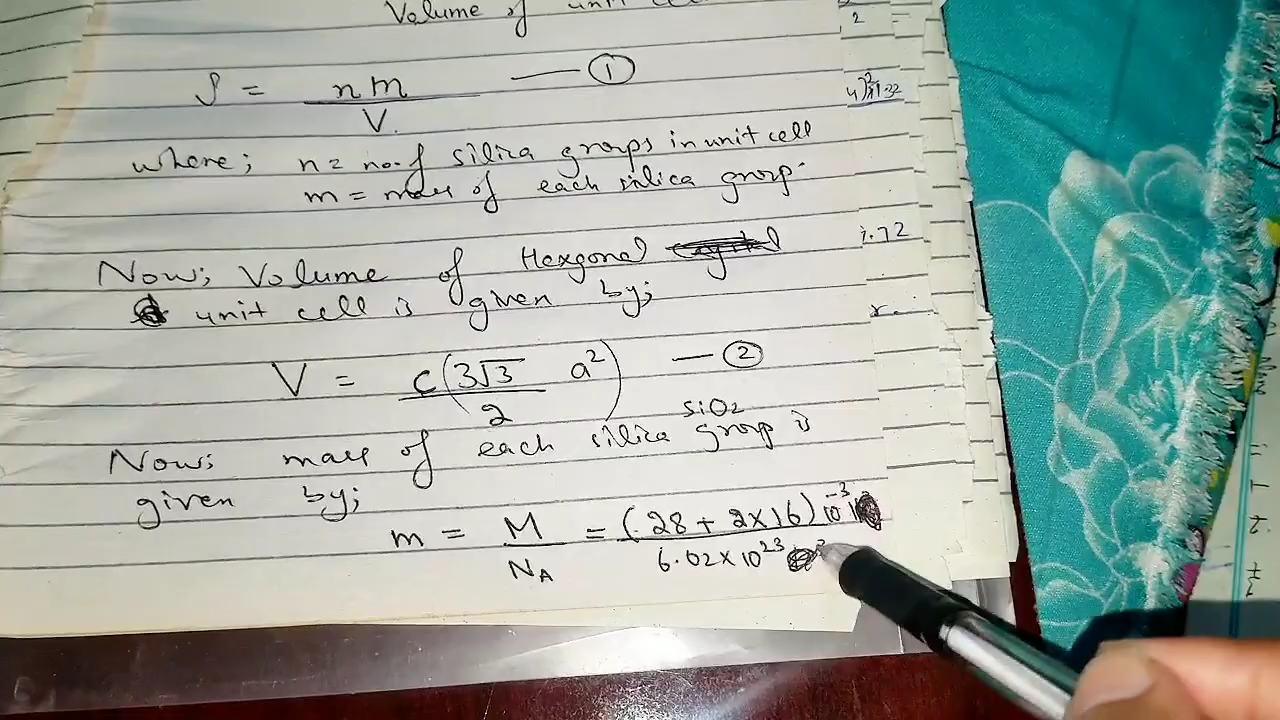 Volume of unit cell
ρ = nm / V — ①
where; n = no. of silica groups in unit cell
m = mass of each silica group.
Now; Volume of Hexgonal
unit cell is given by;
V = c (3√3 / 2 a²) — ②
SiO2
Now; mass of each silica group is
given by;
m = M / NA = (28 + 2×16) 10⁻³ / 6.02×10²³